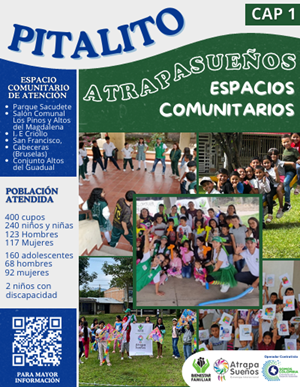 CAP 1
PITALITO
ATRAPASUEÑOS
ESPACIOS
COMUNITARIOS
ESPACIO
COMUNITARIO
DE ATENCIÓN
• Parque Sacudete
• Salón Comunal
Los Pinos y Altos
del Magdalena
• I. E Criollo
• San Francisco,
Cabeceras
(Bruselas)
• Conjunto Altos
del Guadual
POBLACIÓN
ATENDIDA
400 cupos
240 niños y niñas
123 Hombres
117 Mujeres
160 adolescentes
68 hombres
92 mujeres
2 niños con
discapacidad
PARA MAYOR
INFORMACIÓN
BIENESTAR
FAMILIAR
Atrapa
Sueños